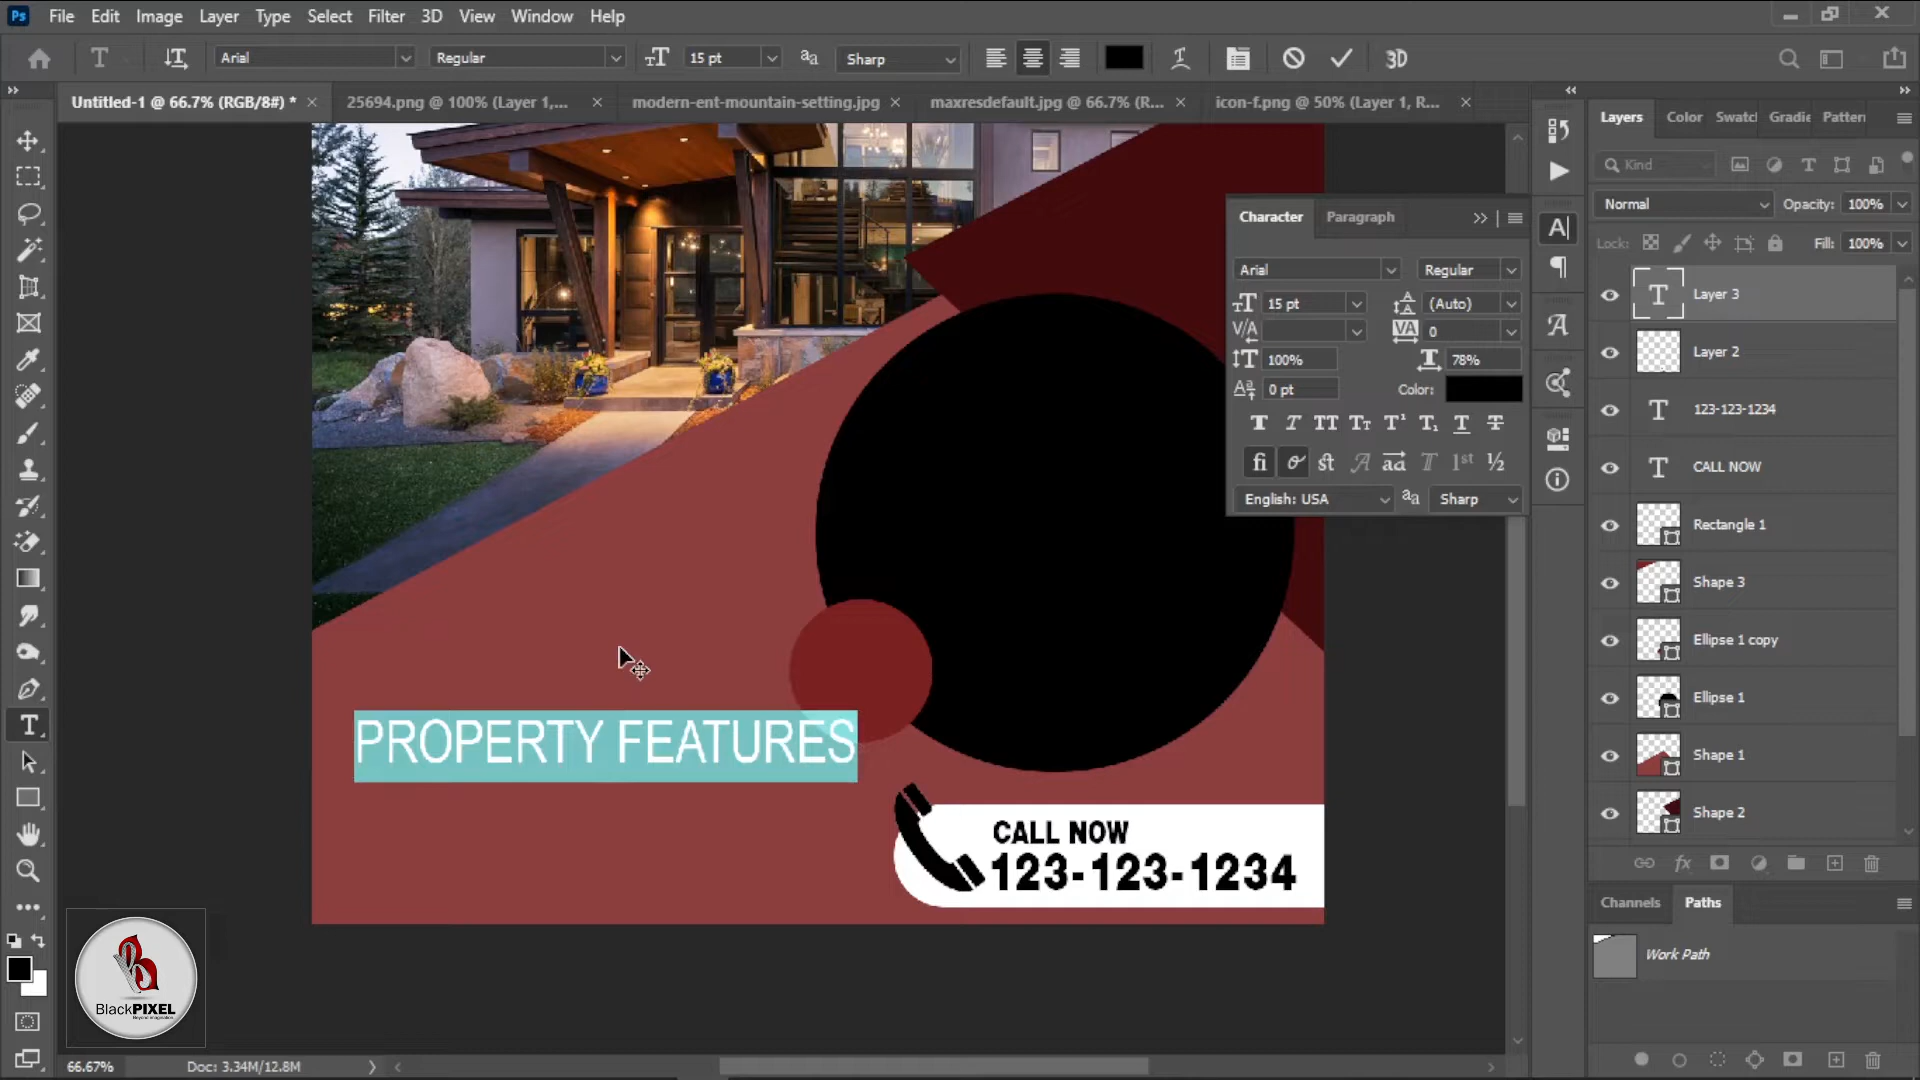 Ps File Edit Image Layer Type Select Filter 3D View Window Help
T Arial Regular 15 pt Sharp 3D
Untitled-1 @ 66.7% (RGB/8#) * 25694.png @ 100% (Layer 1,... modern-ent-mountain-setting.jpg maxresdefault.jpg @ 66.7% (R... icon-f.png @ 50% (Layer 1, R...
Layers Color Swatch Gradie Pattern
Kind
Normal Opacity: 100%
Lock: Fill: 100%
Layer 3
Layer 2
123-123-1234
CALL NOW
Rectangle 1
Shape 3
Ellipse 1 copy
Ellipse 1
Shape 1
Shape 2
fx
Channels Paths
Work Path
Character Paragraph
Arial Regular
15 pt (Auto)
0
100% 78%
0 pt Color:
English: USA Sharp
PROPERTY FEATURES
CALL NOW
123-123-1234
BlackPIXEL
66.67% Doc: 3.34M/12.8M